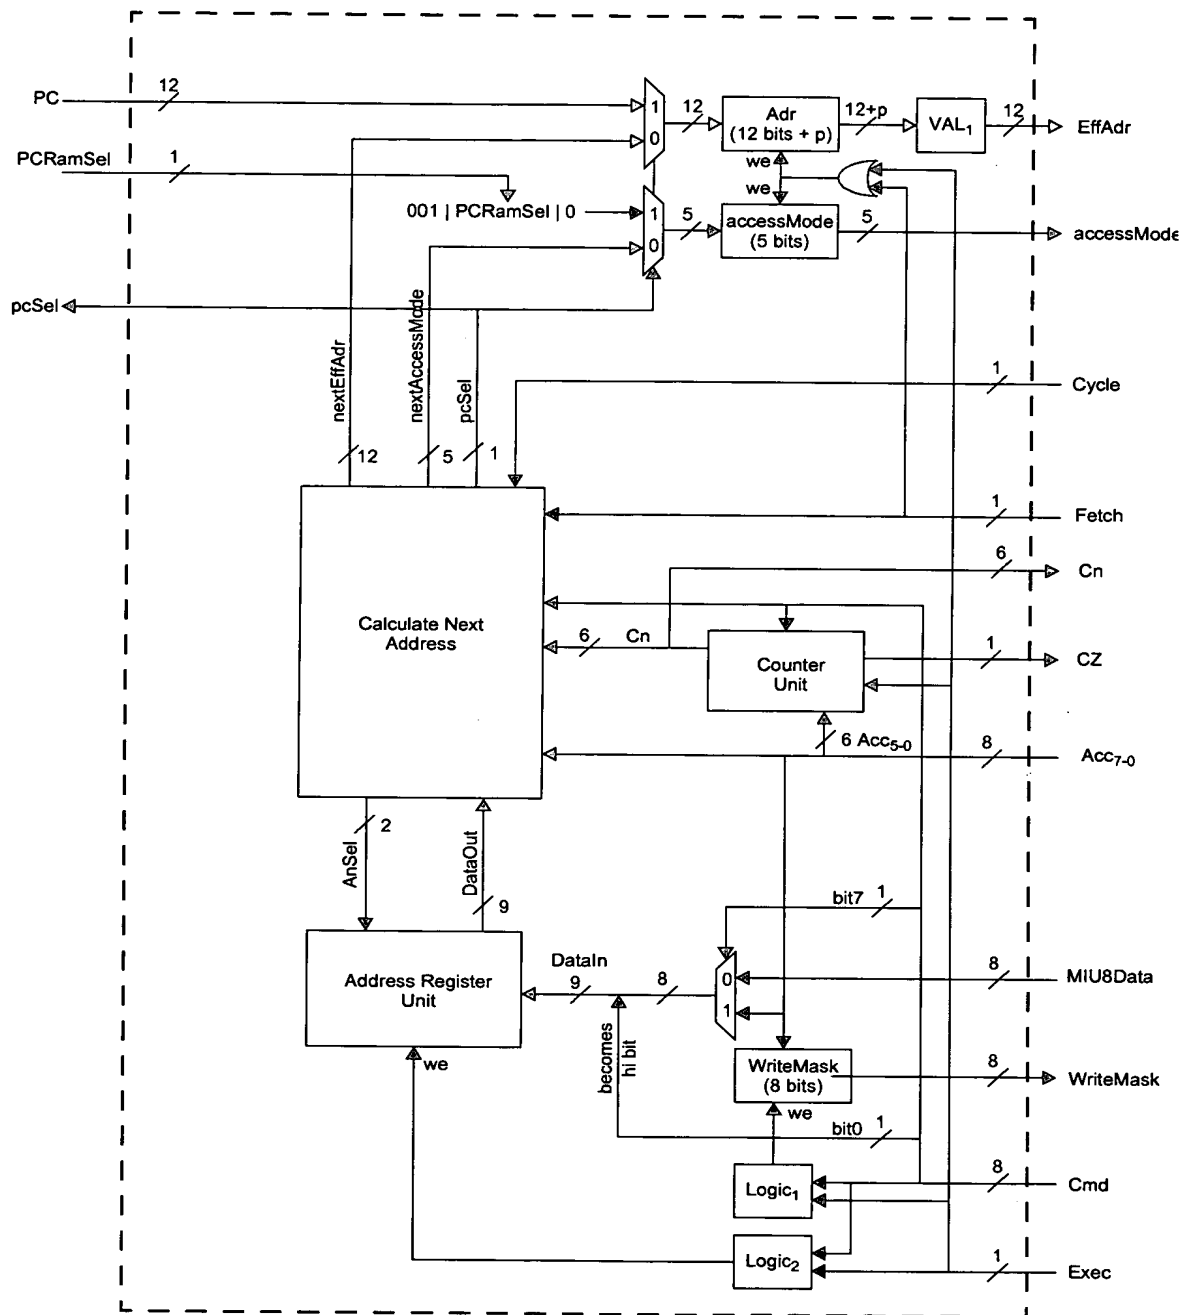 12
PC
1
0
12
Adr
(12 bits + p)
12+p
VAL1
12
EffAdr
PCRamSel
1
we
we
001 | PCRamSel | 0
1
0
5
accessMode
(5 bits)
5
accessMode
pcSel
nextEffAdr
nextAccessMode
pcSel
1
Cycle
12
5
1
1
Fetch
6
Cn
Calculate Next
Address
6
Cn
Counter
Unit
1
CZ
6 Acc5-0
8
Acc7-0
2
AnSel
DataOut
9
bit7
1
Address Register
Unit
DataIn
9
8
0
1
8
MIU8Data
becomes
hi bit
we
WriteMask
(8 bits)
8
WriteMask
we
bit0
1
Logic1
8
Cmd
Logic2
1
Exec